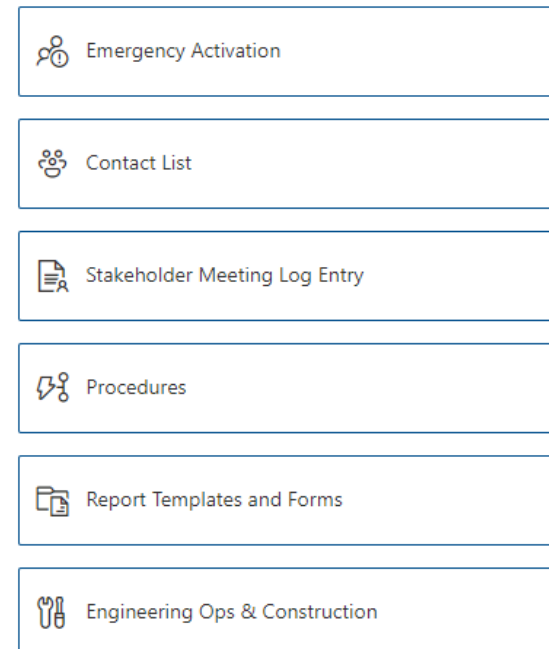 Emergency Activation
Contact List
Stakeholder Meeting Log Entry
Procedures
Report Templates and Forms
Engineering Ops & Construction